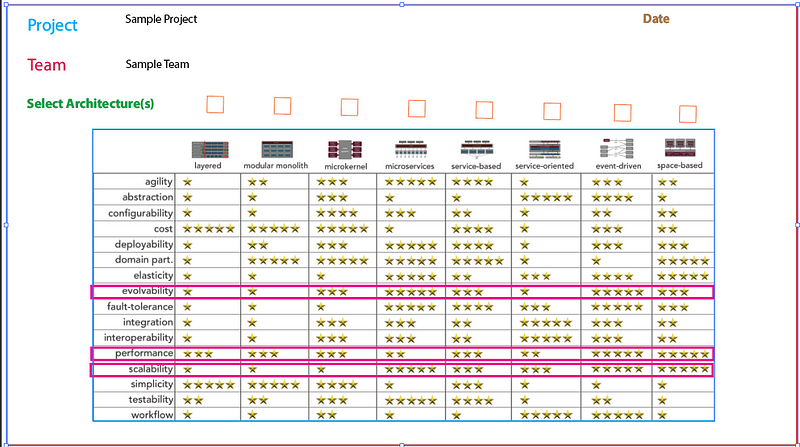 Project Sample Project Date
Team Sample Team
Select Architecture(s)
layered modular monolith microkernel microservices service-based service-oriented event-driven space-based
agility
abstraction
configurability
cost
deployability
domain part.
elasticity
evolvability
fault-tolerance
integration
interoperability
performance
scalability
simplicity
testability
workflow